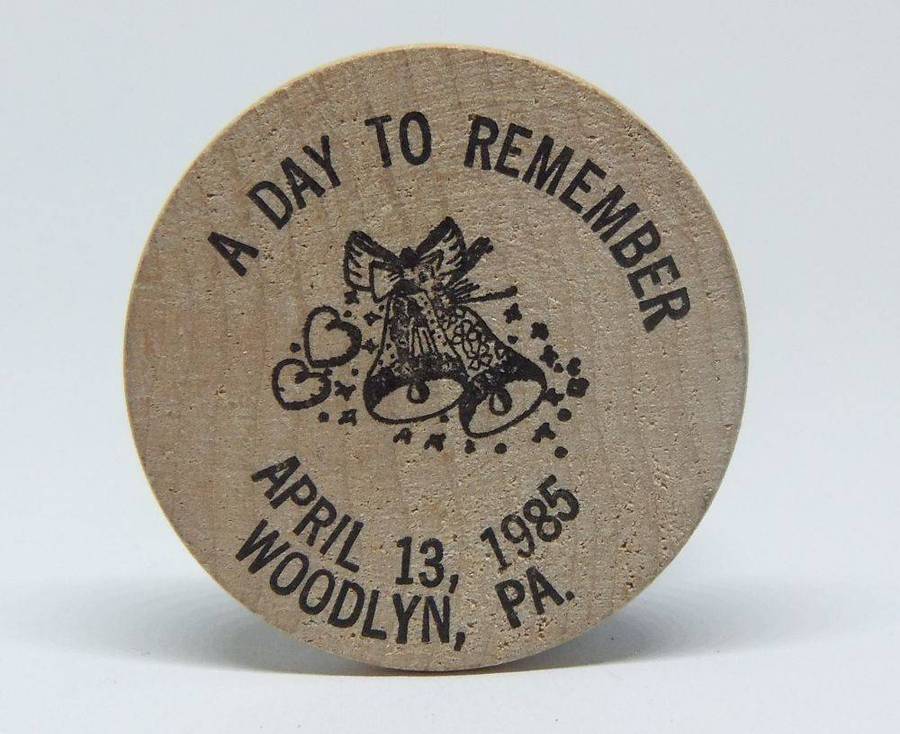 A DAY TO REMEMBER
APRIL 13, 1985
WOODLYN, PA.